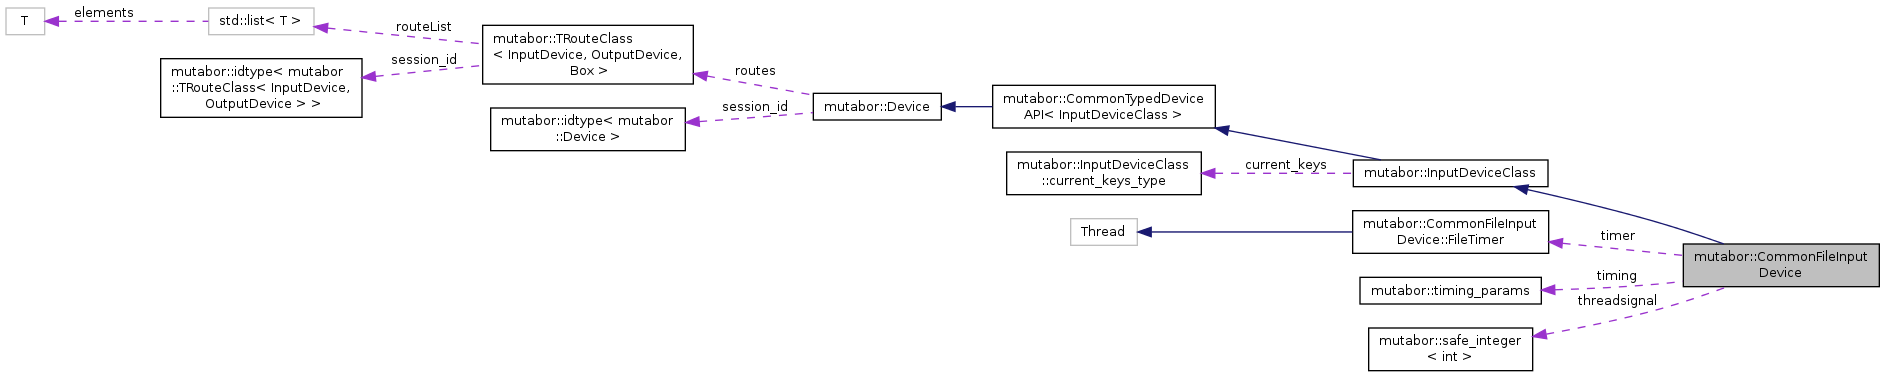 T
elements
std::list< T >
routeList
session_id
mutabor::idtype< mutabor
::TRouteClass< InputDevice,
OutputDevice > >
mutabor::TRouteClass
< InputDevice, OutputDevice,
Box >
routes
session_id
mutabor::idtype< mutabor
::Device >
mutabor::Device
mutabor::CommonTypedDevice
API< InputDeviceClass >
mutabor::InputDeviceClass
::current_keys_type
current_keys
mutabor::InputDeviceClass
Thread
mutabor::CommonFileInput
Device::FileTimer
timer
mutabor::timing_params
timing
threadsignal
mutabor::safe_integer
< int >
mutabor::CommonFileInput
Device